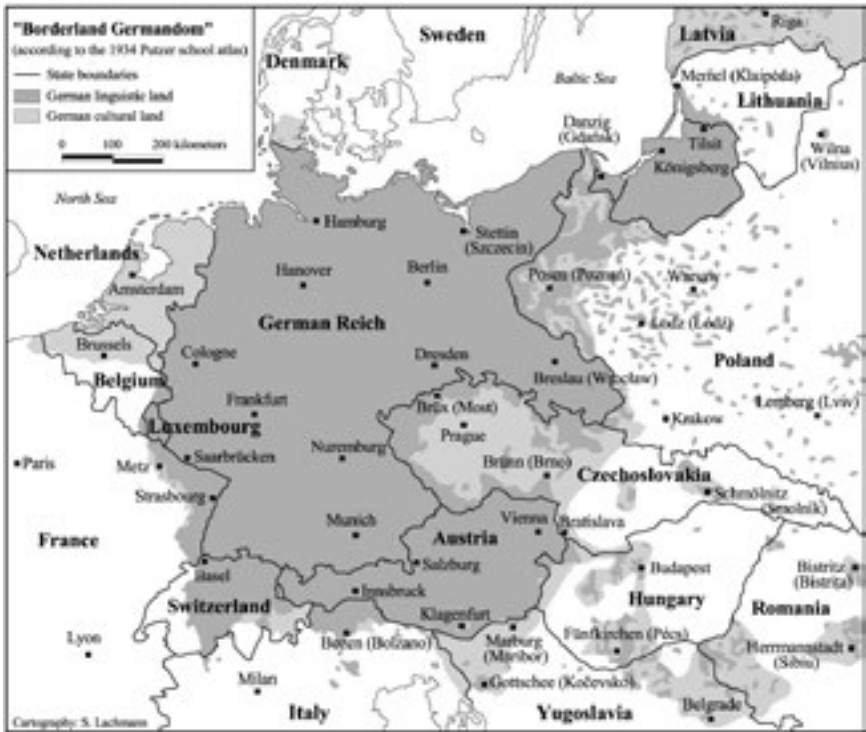 "Borderland Germandom"
(according to the 1934 Putzer school atlas)
State boundaries
German linguistic land
German cultural land
0 100 200 kilometers
Sweden
Denmark
Baltic Sea
Latvia
Riga
Memel (Klaipėda)
Lithuania
Danzig
(Gdańsk)
Tilsit
Wilna
(Vilnius)
Königsberg
North Sea
Hamburg
Stettin
(Szczecin)
Netherlands
Amsterdam
Hanover
Berlin
Posen (Poznań)
Warsaw
German Reich
Lodz (Łódź)
Brussels
Cologne
Dresden
Breslau (Wrocław)
Poland
Belgium
Frankfurt
Brüx (Most)
Lemberg (Lviv)
Luxembourg
Prague
Krakow
Paris
Metz
Saarbrücken
Nuremburg
Brünn (Brno)
Czechoslovakia
Schmölnitz
(Smolnik)
Strasbourg
Munich
Vienna
Bratislava
France
Austria
Basel
Salzburg
Budapest
Bistritz
(Bistrita)
Switzerland
Innsbruck
Hungary
Romania
Klagenfurt
Lyon
Bozen (Bolzano)
Marburg
(Maribor)
Fünfkirchen (Pécs)
Herrmannstadt
(Sibiu)
Milan
Gottschee (Kočevsko)
Italy
Yugoslavia
Belgrade
Cartography: S. Lachmann